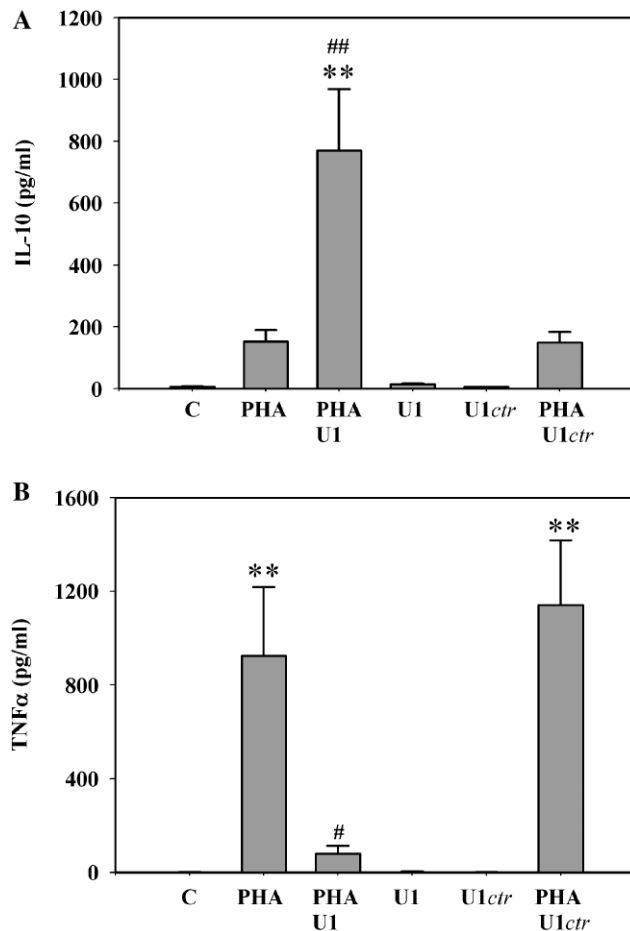 A
1200
##
**
1000
800
600
400
200
0
IL-10 (pg/ml)
C PHA PHA U1 U1ctr PHA
U1 U1ctr
B
1600
**
**
1200
800
400
#
0
TNFα (pg/ml)
C PHA PHA U1 U1ctr PHA
U1 U1ctr